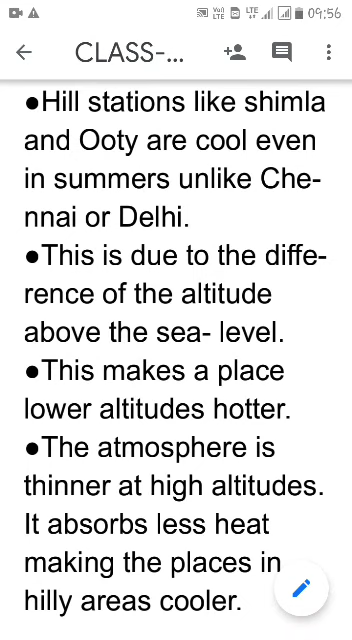 Vo)) LTE LTE 09:56
CLASS-...
●Hill stations like shimla
and Ooty are cool even
in summers unlike Che-
nnai or Delhi.
●This is due to the diffe-
rence of the altitude
above the sea- level.
●This makes a place
lower altitudes hotter.
●The atmosphere is
thinner at high altitudes.
It absorbs less heat
making the places in
hilly areas cooler.